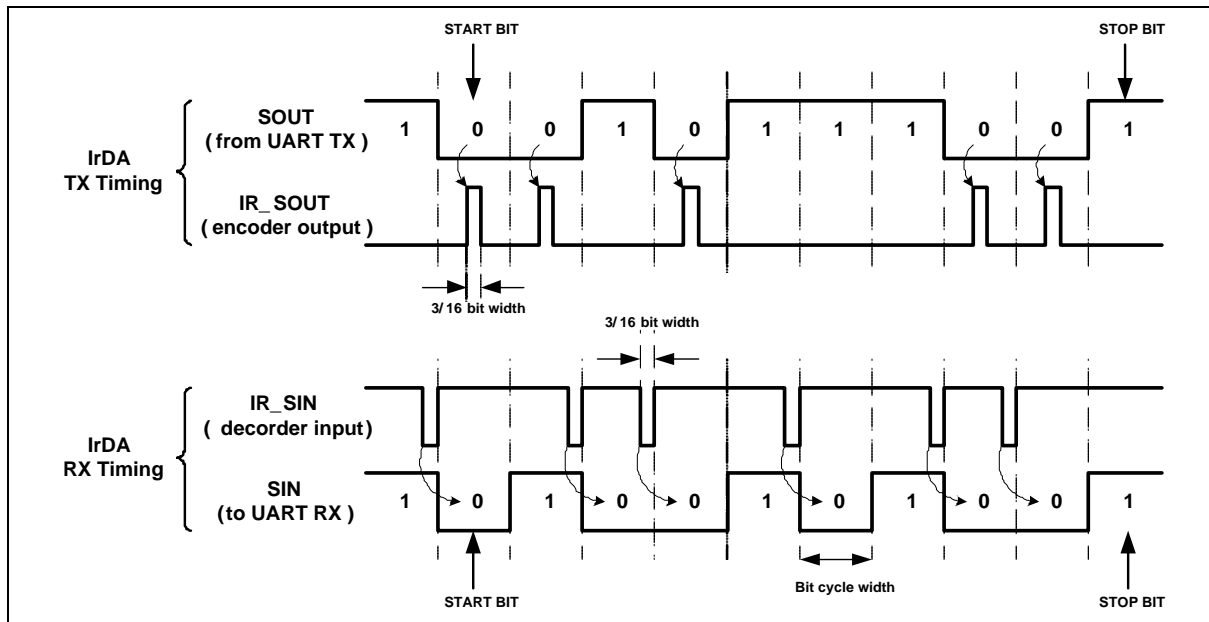 START BIT
STOP BIT
SOUT
( from UART TX )
1 0 0 1 0 1 1 1 0 0 1
IrDA
TX Timing
IR_ SOUT
( encoder output )
3/ 16 bit width
3/ 16 bit width
IR_SIN
( decorder input)
IrDA
RX Timing
SIN
(to UART RX )
1 0 1 0 0 1 0 1 0 0 1
Bit cycle width
START BIT
STOP BIT